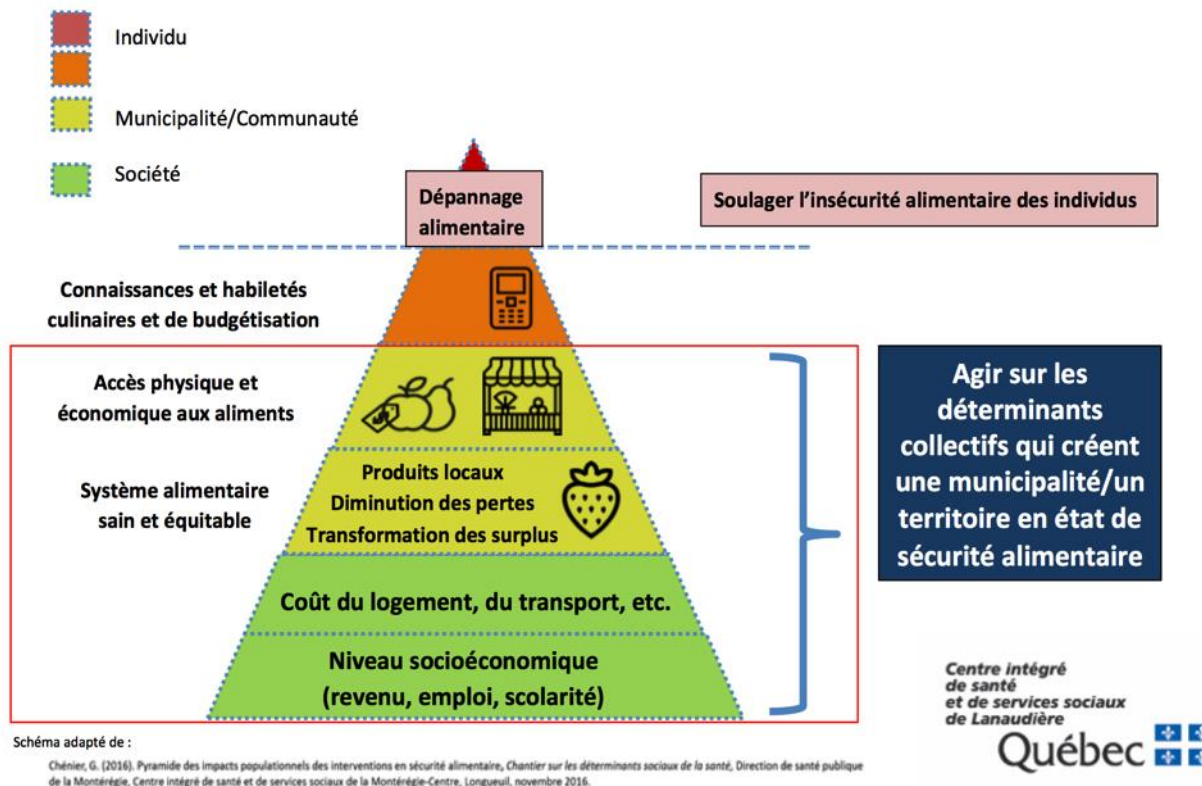 Individu
Municipalité/Communauté
Société
Dépannage
alimentaire
Soulager l'insécurité alimentaire des individus
Connaissances et habiletés
culinaires et de budgétisation
Accès physique et
économique aux aliments
Système alimentaire
sain et équitable
Produits locaux
Diminution des pertes
Transformation des surplus
Coût du logement, du transport, etc.
Niveau socioéconomique
(revenu, emploi, scolarité)
Agir sur les
déterminants
collectifs qui créent
une municipalité/un
territoire en état de
sécurité alimentaire
Centre intégré
de santé
et de services sociaux
de Lanaudière
Québec
Schéma adapté de :
Chénier, G. (2016). Pyramide des impacts populationnels des interventions en sécurité alimentaire, Chantier sur les déterminants sociaux de la santé, Direction de santé publique
de la Montérégie, Centre intégré de santé et de services sociaux de la Montérégie-Centre, Longueuil, novembre 2016.